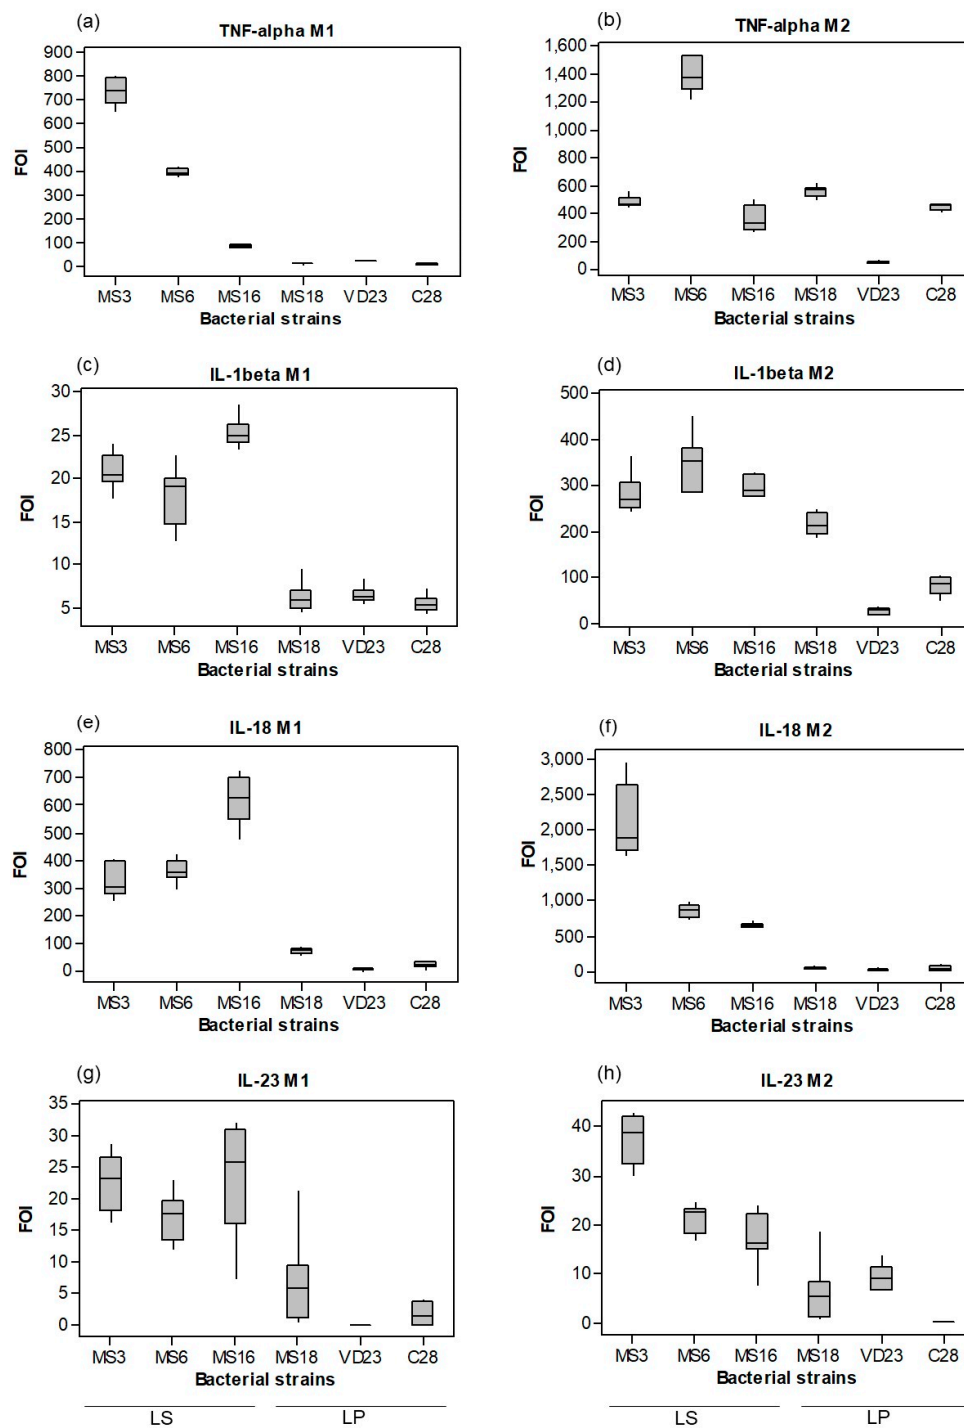 (a)
TNF-alpha M1
900
800
700
600
500
400
300
200
100
0
FOI
MS3 MS6 MS16 MS18 VD23 C28
Bacterial strains
(b)
TNF-alpha M2
1,600
1,400
1,200
1,000
800
600
400
200
0
FOI
MS3 MS6 MS16 MS18 VD23 C28
Bacterial strains
(c)
IL-1beta M1
30
25
20
15
10
5
FOI
MS3 MS6 MS16 MS18 VD23 C28
Bacterial strains
(d)
IL-1beta M2
500
400
300
200
100
0
FOI
MS3 MS6 MS16 MS18 VD23 C28
Bacterial strains
(e)
IL-18 M1
800
700
600
500
400
300
200
100
0
FOI
MS3 MS6 MS16 MS18 VD23 C28
Bacterial strains
(f)
IL-18 M2
3,000
2,500
2,000
1,500
1,000
500
0
FOI
MS3 MS6 MS16 MS18 VD23 C28
Bacterial strains
(g)
IL-23 M1
35
30
25
20
15
10
5
0
FOI
MS3 MS6 MS16 MS18 VD23 C28
Bacterial strains
LS LP
(h)
IL-23 M2
40
30
20
10
0
FOI
MS3 MS6 MS16 MS18 VD23 C28
Bacterial strains
LS LP